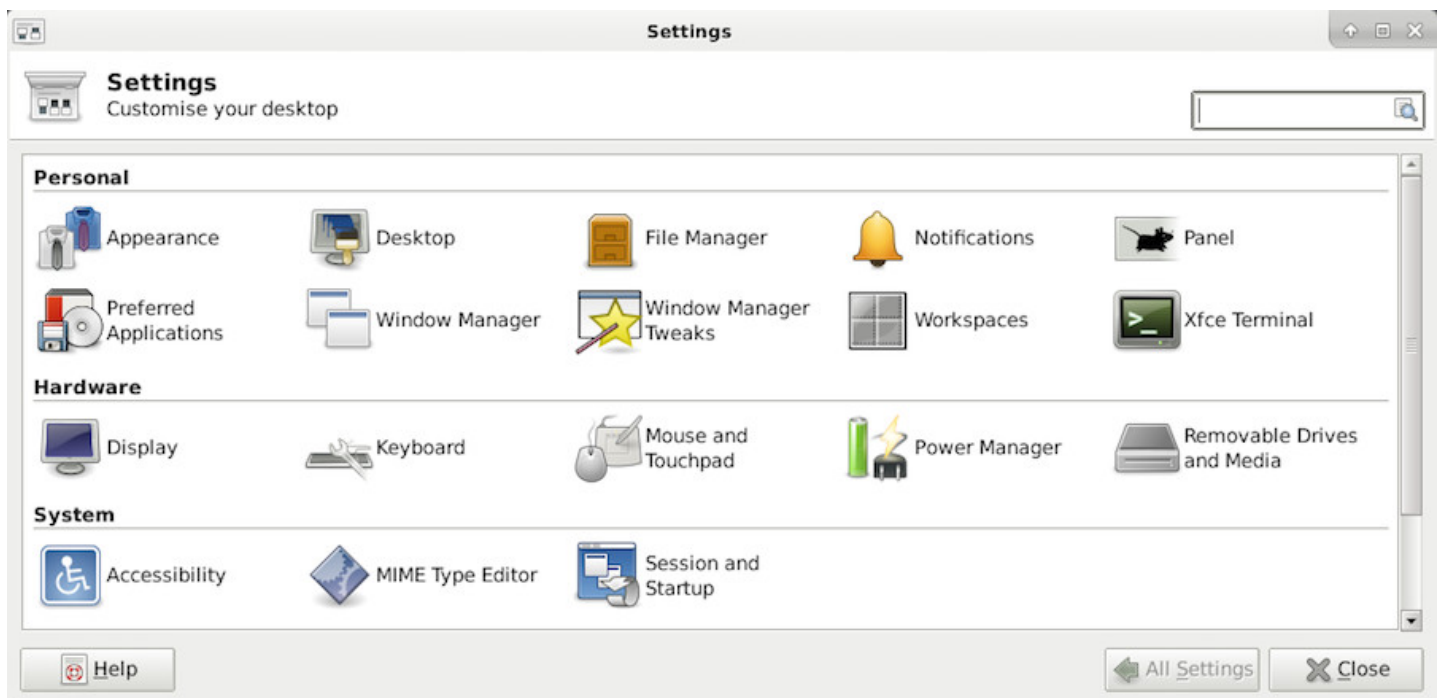 Settings
Settings
Customise your desktop
Personal
Appearance
Desktop
File Manager
Notifications
Panel
Preferred
Applications
Window Manager
Window Manager
Tweaks
Workspaces
>_
Xfce Terminal
Hardware
Display
Keyboard
Mouse and
Touchpad
Power Manager
Removable Drives
and Media
System
Accessibility
MIME Type Editor
Session and
Startup
Help
All Settings
Close